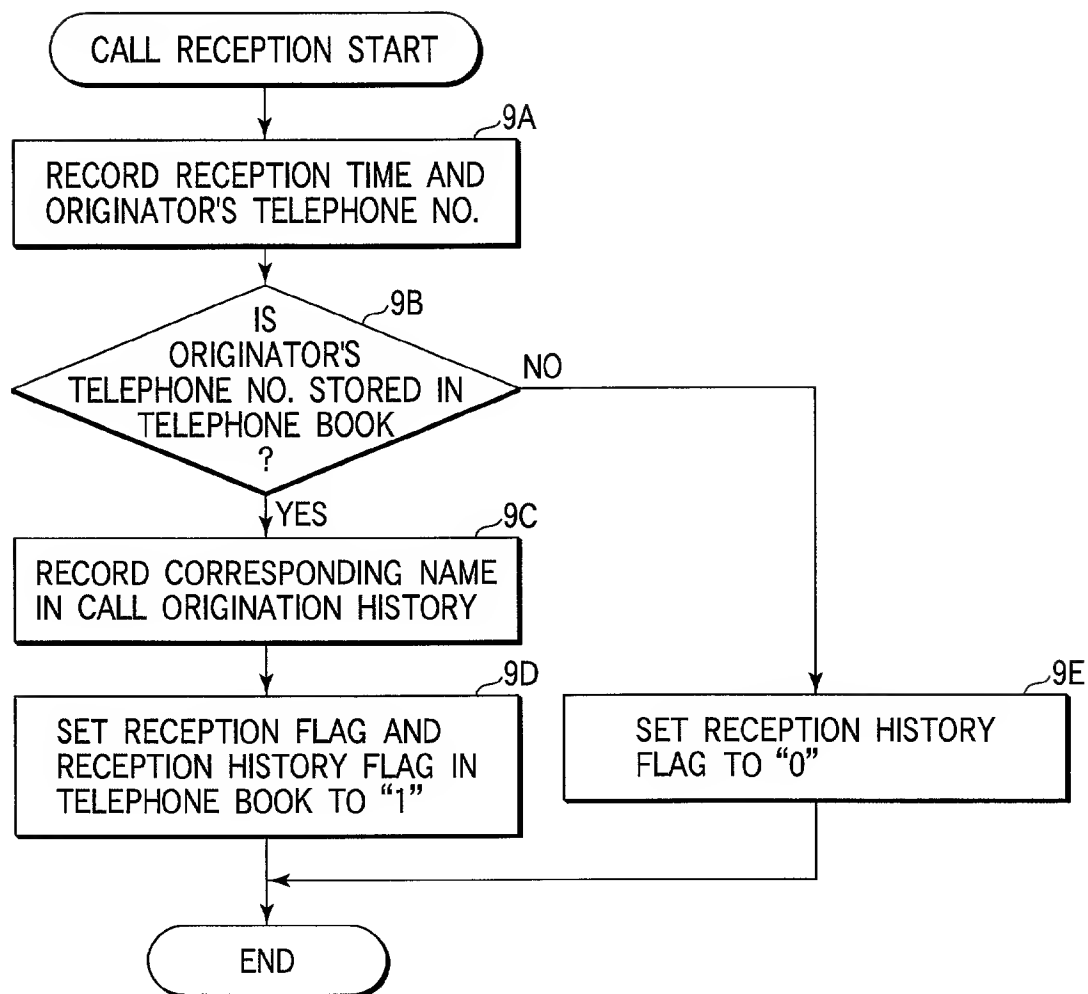 CALL RECEPTION START
9A
RECORD RECEPTION TIME AND
ORIGINATOR'S TELEPHONE NO.
9B
IS
ORIGINATOR'S
TELEPHONE NO. STORED IN
TELEPHONE BOOK
?
NO
YES
9C
RECORD CORRESPONDING NAME
IN CALL ORIGINATION HISTORY
9D
SET RECEPTION FLAG AND
RECEPTION HISTORY FLAG IN
TELEPHONE BOOK TO “1”
9E
SET RECEPTION HISTORY
FLAG TO “0”
END